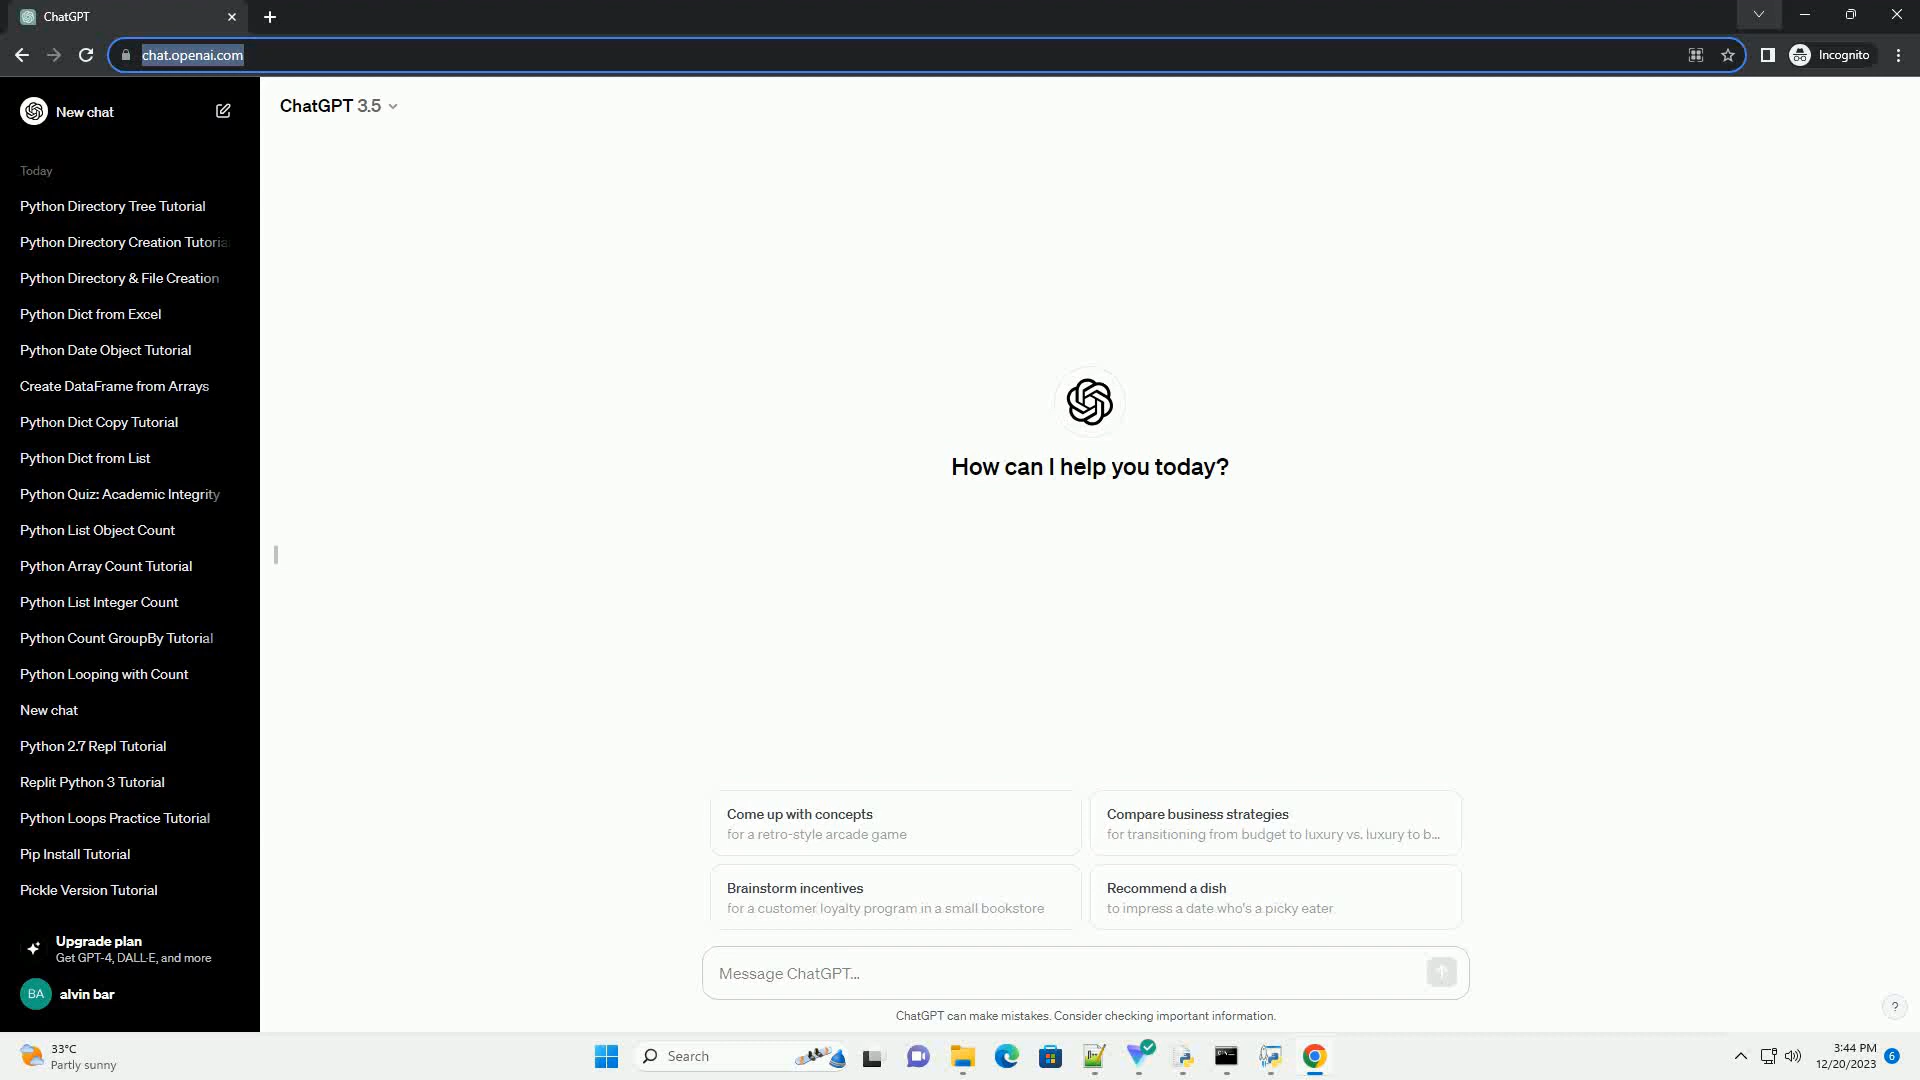 ChatGPT
chat.openai.com
Incognito
New chat
ChatGPT 3.5
Today
Python Directory Tree Tutorial
Python Directory Creation Tutoria
Python Directory & File Creation
Python Dict from Excel
Python Date Object Tutorial
Create DataFrame from Arrays
Python Dict Copy Tutorial
Python Dict from List
Python Quiz: Academic Integrity
Python List Object Count
Python Array Count Tutorial
Python List Integer Count
Python Count GroupBy Tutorial
Python Looping with Count
New chat
Python 2.7 Repl Tutorial
Replit Python 3 Tutorial
Python Loops Practice Tutorial
Pip Install Tutorial
Pickle Version Tutorial
Upgrade plan
Get GPT-4, DALL·E, and more
BA
alvin bar
How can I help you today?
Come up with concepts
for a retro-style arcade game
Compare business strategies
for transitioning from budget to luxury vs. luxury to b...
Brainstorm incentives
for a customer loyalty program in a small bookstore
Recommend a dish
to impress a date who's a picky eater
Message ChatGPT...
ChatGPT can make mistakes. Consider checking important information.
?
33°C
Partly sunny
Search
3:44 PM
12/20/2023
6